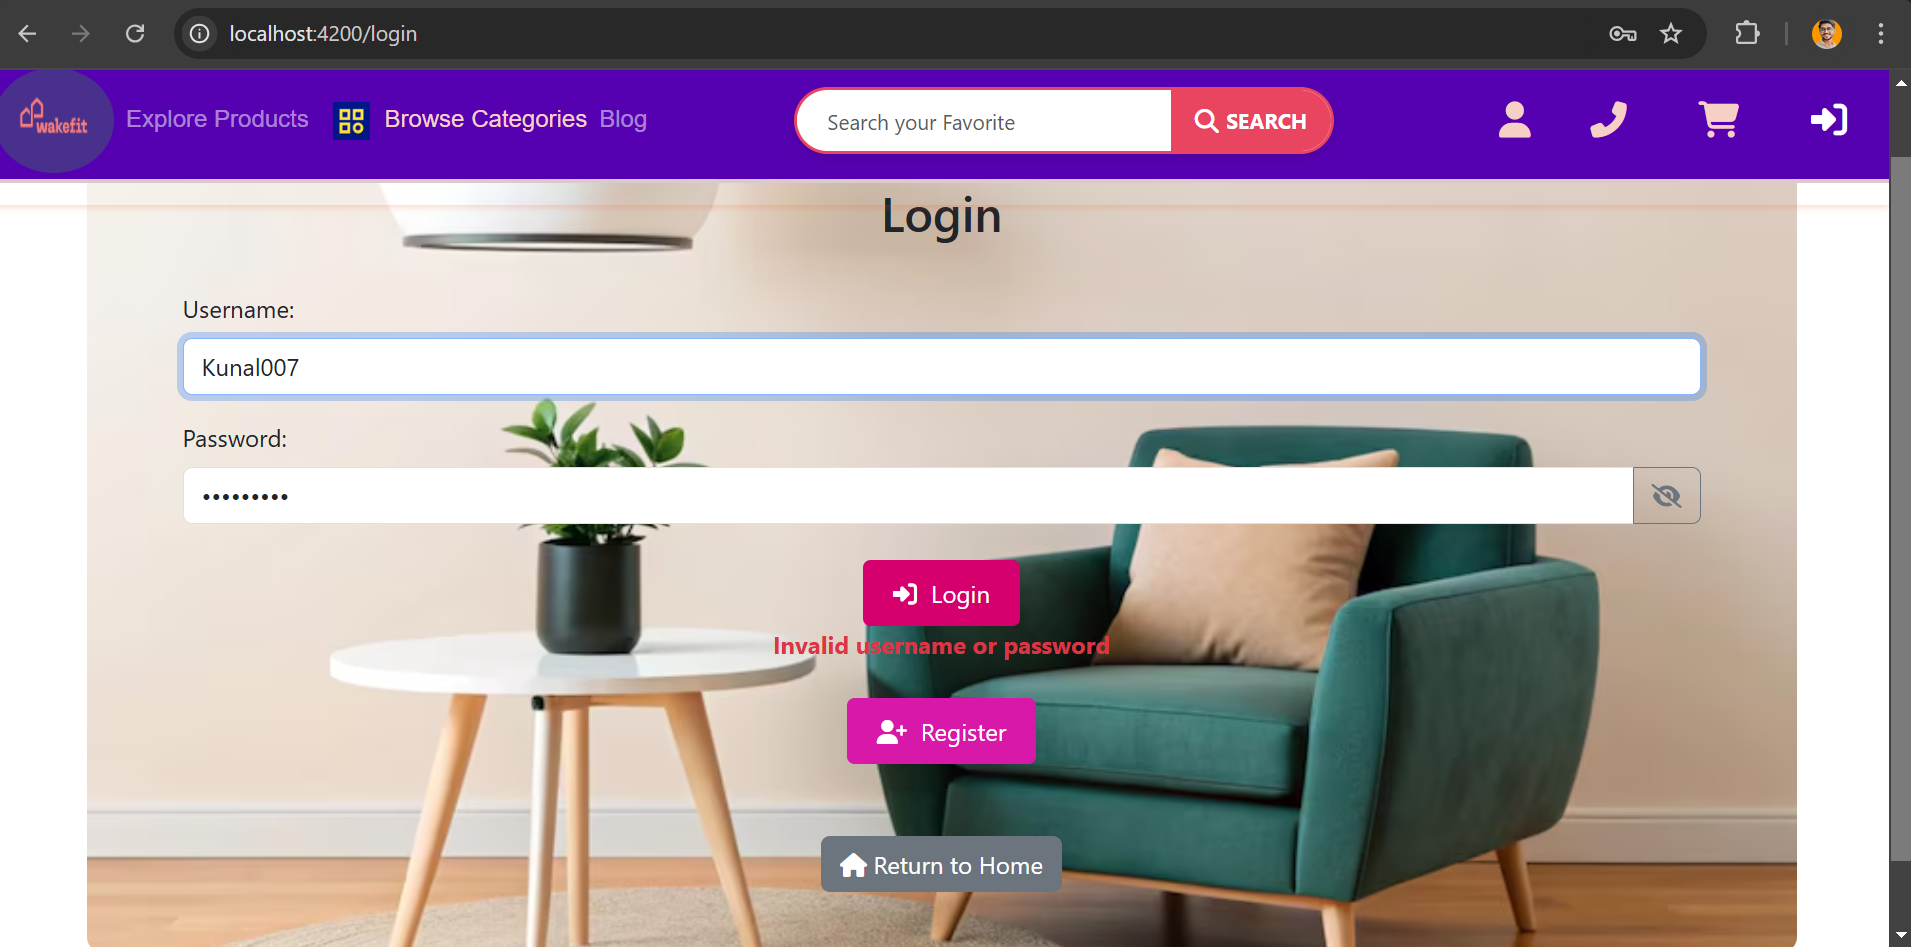 localhost:4200/login
wakefit
Explore Products
Browse Categories
Blog
Search your Favorite
SEARCH
Login
Username:
Kunal007
Password:
•••••••••
Login
Invalid username or password
Register
Return to Home